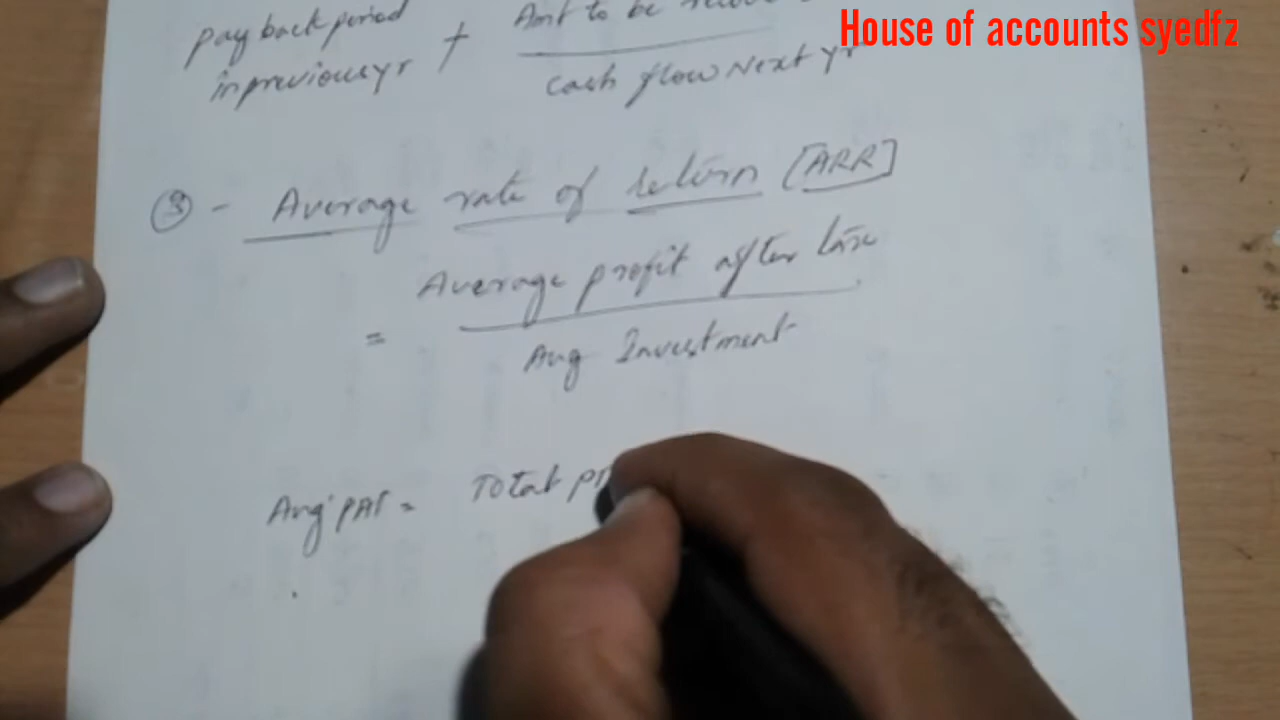 House of accounts syedfz
Pay back period + Amt to be
in previous yr Cash flow Next yr
③ - Average rate of return [ARR]
= Average profit after tax
Avg Investment
Avg PAT = Total